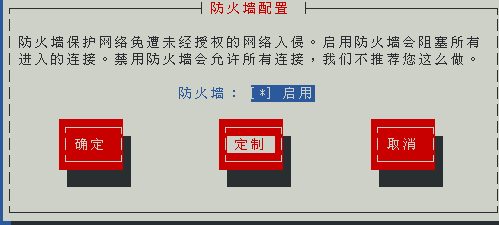 防火墙配置
防火墙保护网络免遭未经授权的网络入侵。启用防火墙会阻塞所有
进入的连接。禁用防火墙会允许所有连接，我们不推荐您这么做。
防火墙： [*] 启用
确定 定制 取消